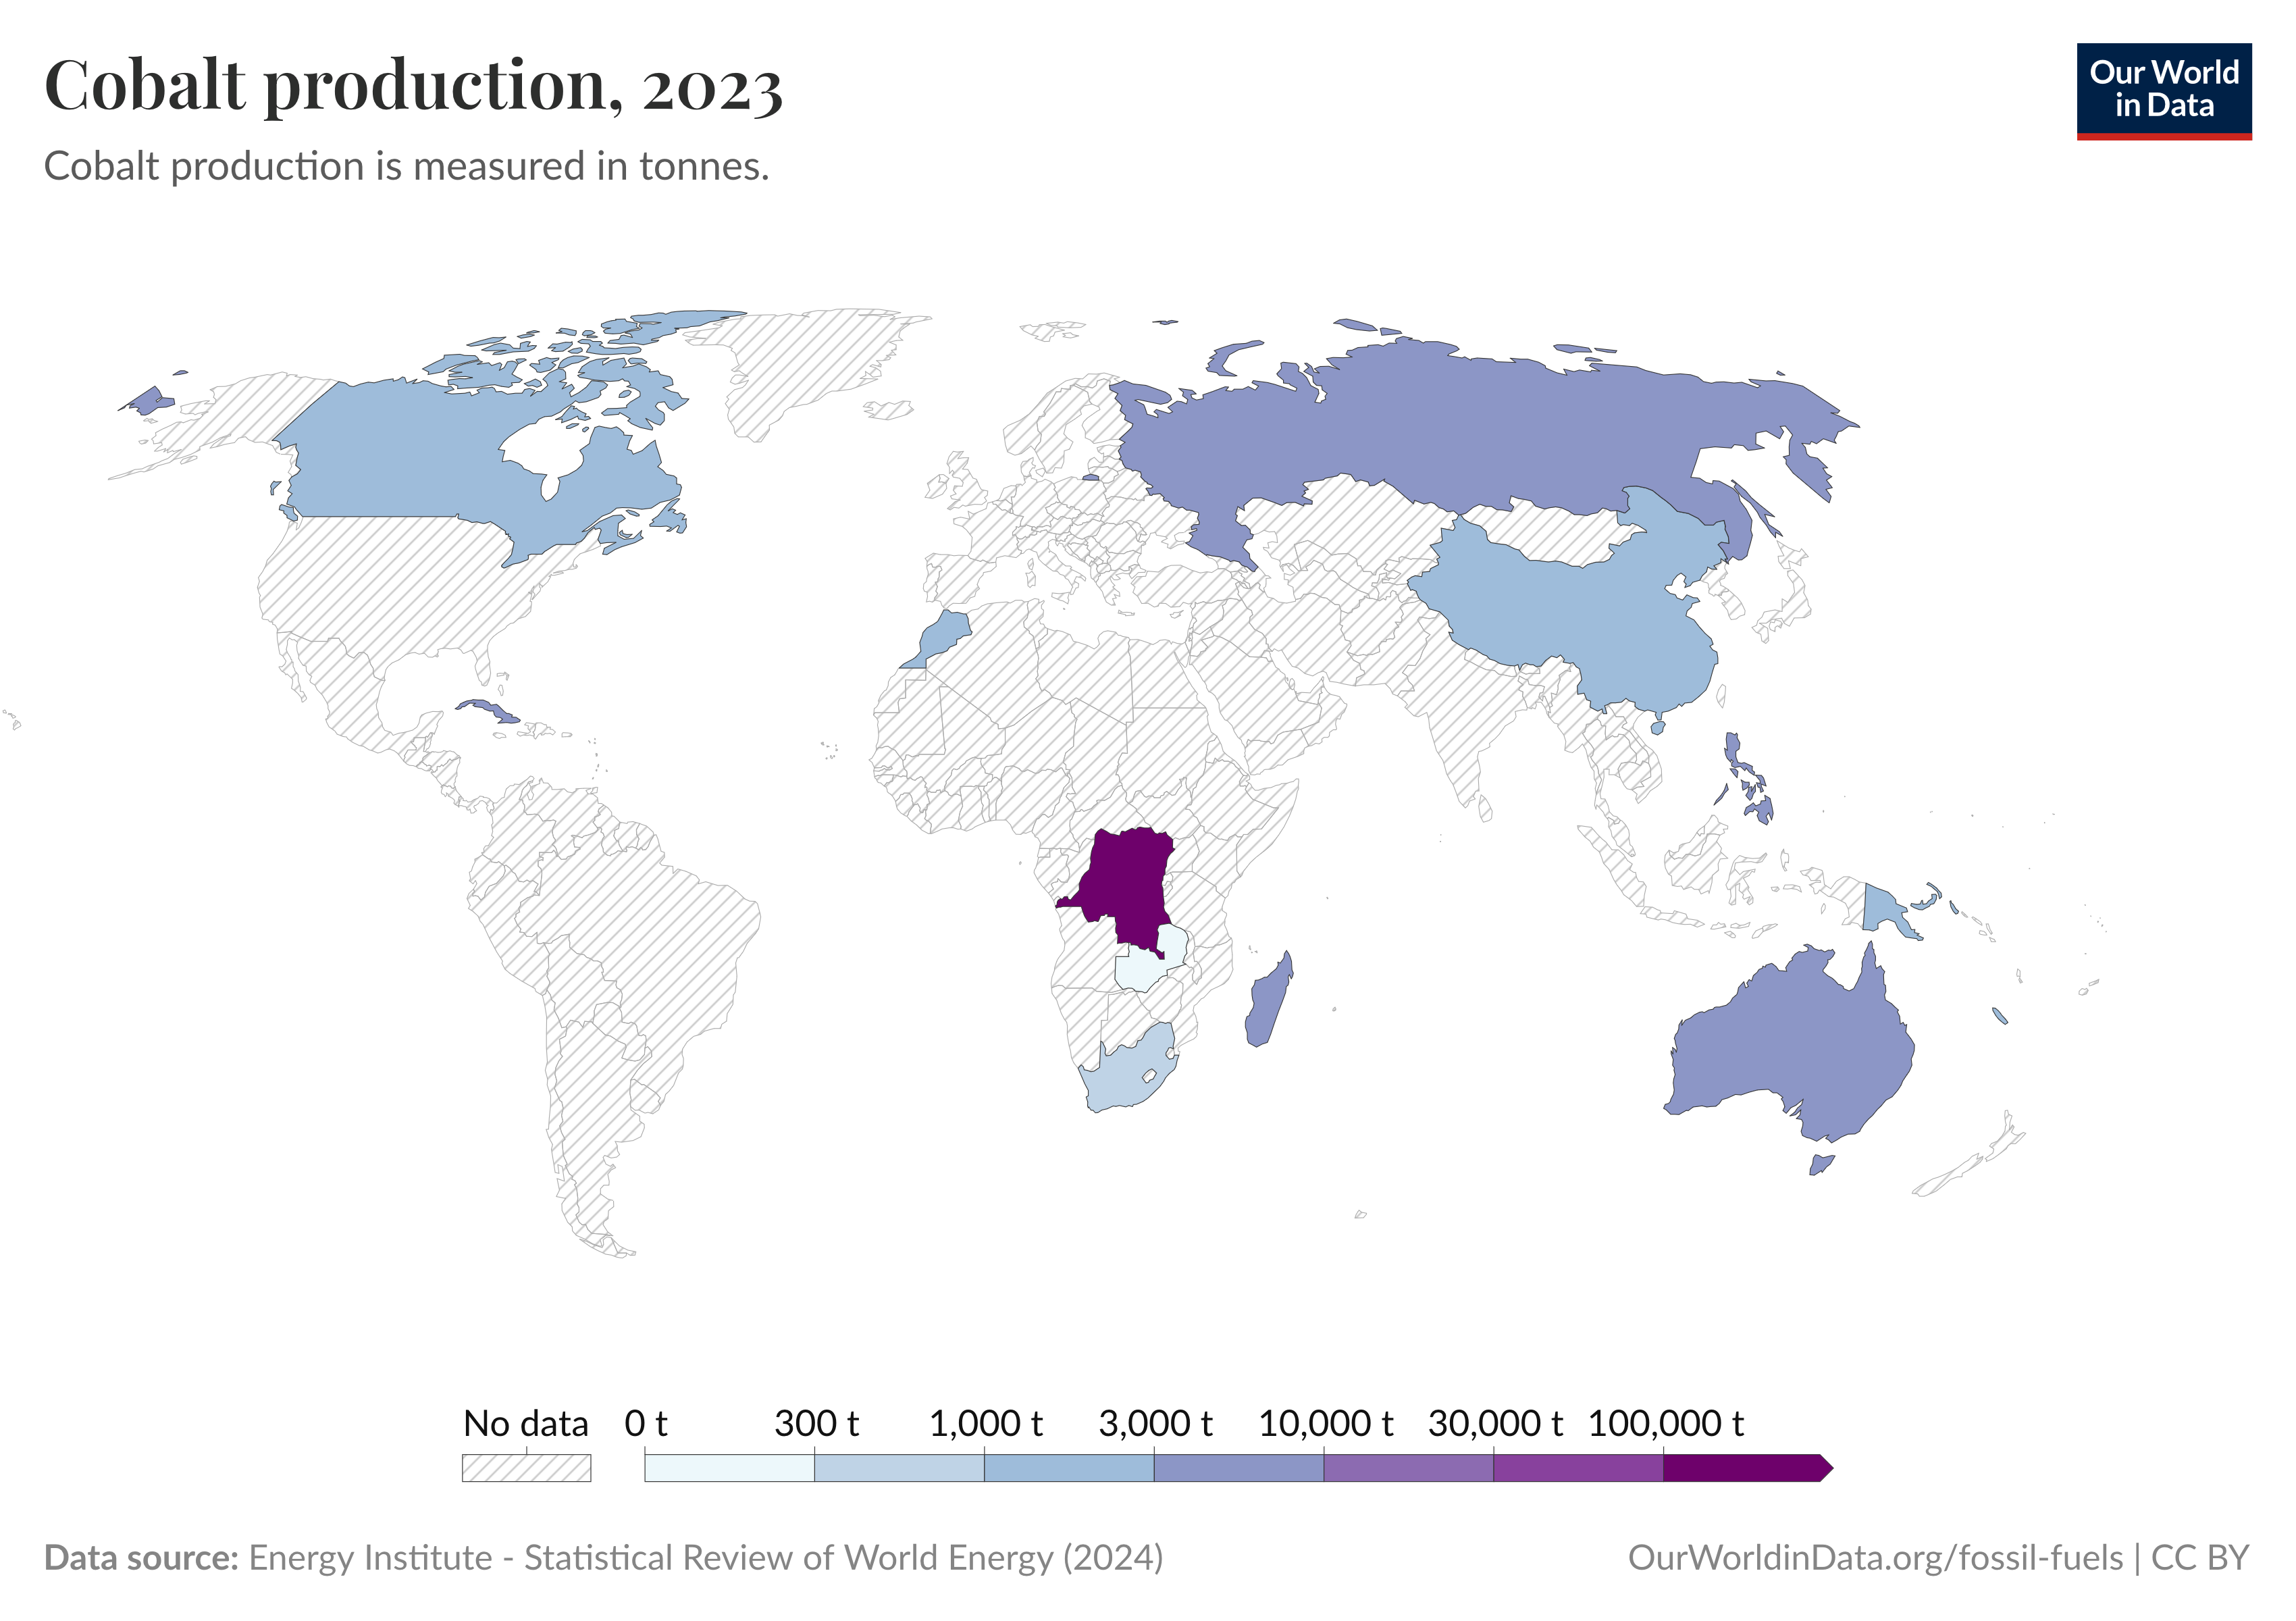 Cobalt production, 2023
Cobalt production is measured in tonnes.
Our World
in Data
No data
0 t
300 t
1,000 t
3,000 t
10,000 t
30,000 t
100,000 t
Data source: Energy Institute - Statistical Review of World Energy (2024)
OurWorldinData.org/fossil-fuels | CC BY